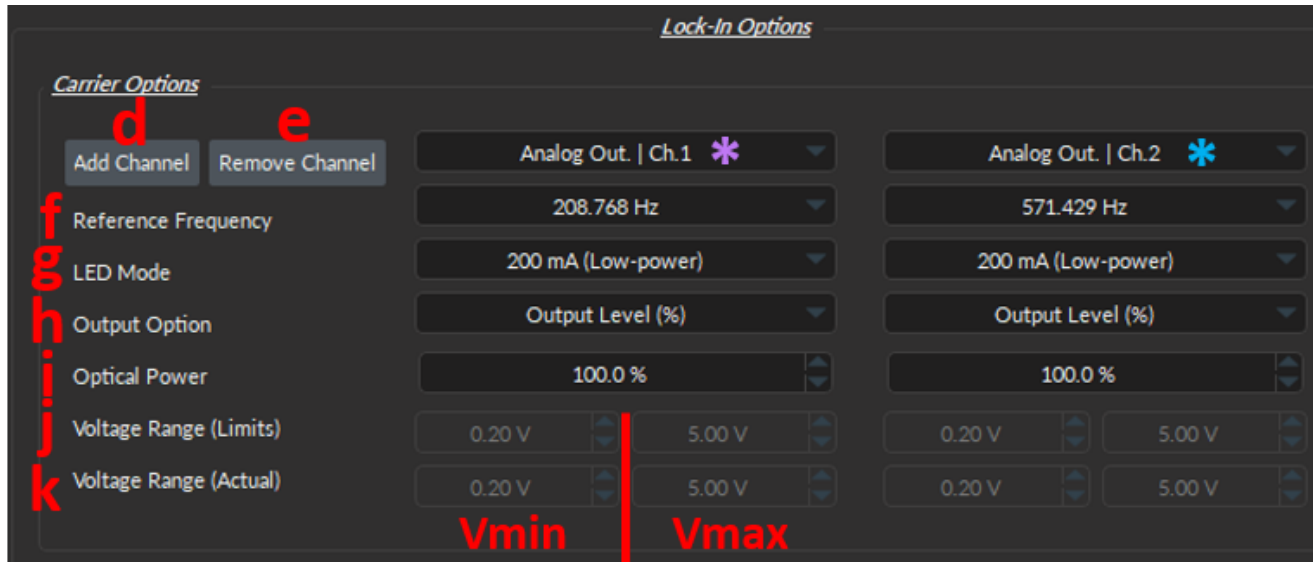 Lock-In Options
Carrier Options
d e
Add Channel Remove Channel Analog Out. | Ch.1 * Analog Out. | Ch.2 *
f Reference Frequency 208.768 Hz 571.429 Hz
g LED Mode 200 mA (Low-power) 200 mA (Low-power)
h Output Option Output Level (%) Output Level (%)
i Optical Power 100.0 % 100.0 %
j Voltage Range (Limits) 0.20 V 5.00 V 0.20 V 5.00 V
k Voltage Range (Actual) 0.20 V 5.00 V 0.20 V 5.00 V
Vmin Vmax